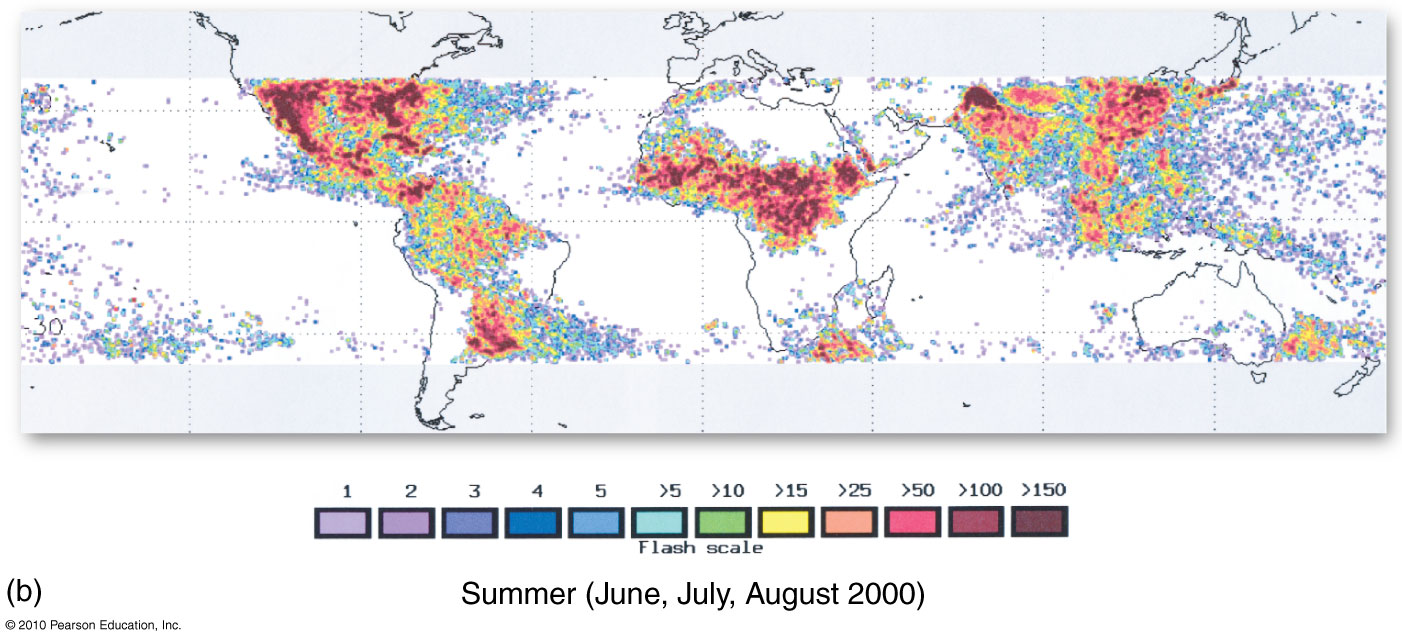 -30
1 2 3 4 5 >5 >10 >15 >25 >50 >100 >150
Flash scale
(b) Summer (June, July, August 2000)
© 2010 Pearson Education, Inc.